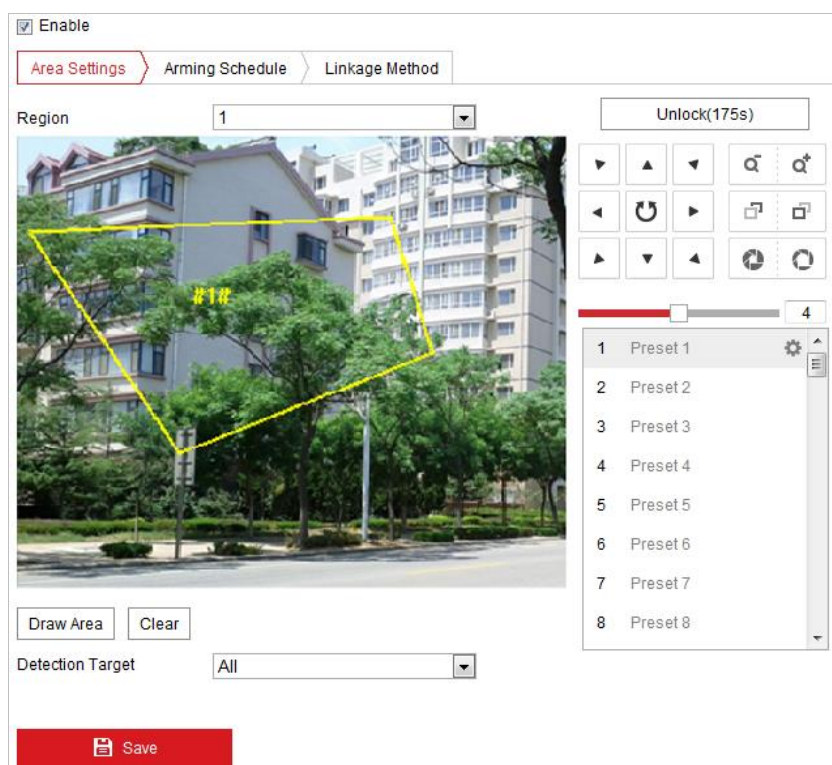 Enable
Area Settings
Arming Schedule
Linkage Method
Region
1
#1#
Draw Area
Clear
Detection Target
All
Save
Unlock(175s)
4
1 Preset 1
2 Preset 2
3 Preset 3
4 Preset 4
5 Preset 5
6 Preset 6
7 Preset 7
8 Preset 8